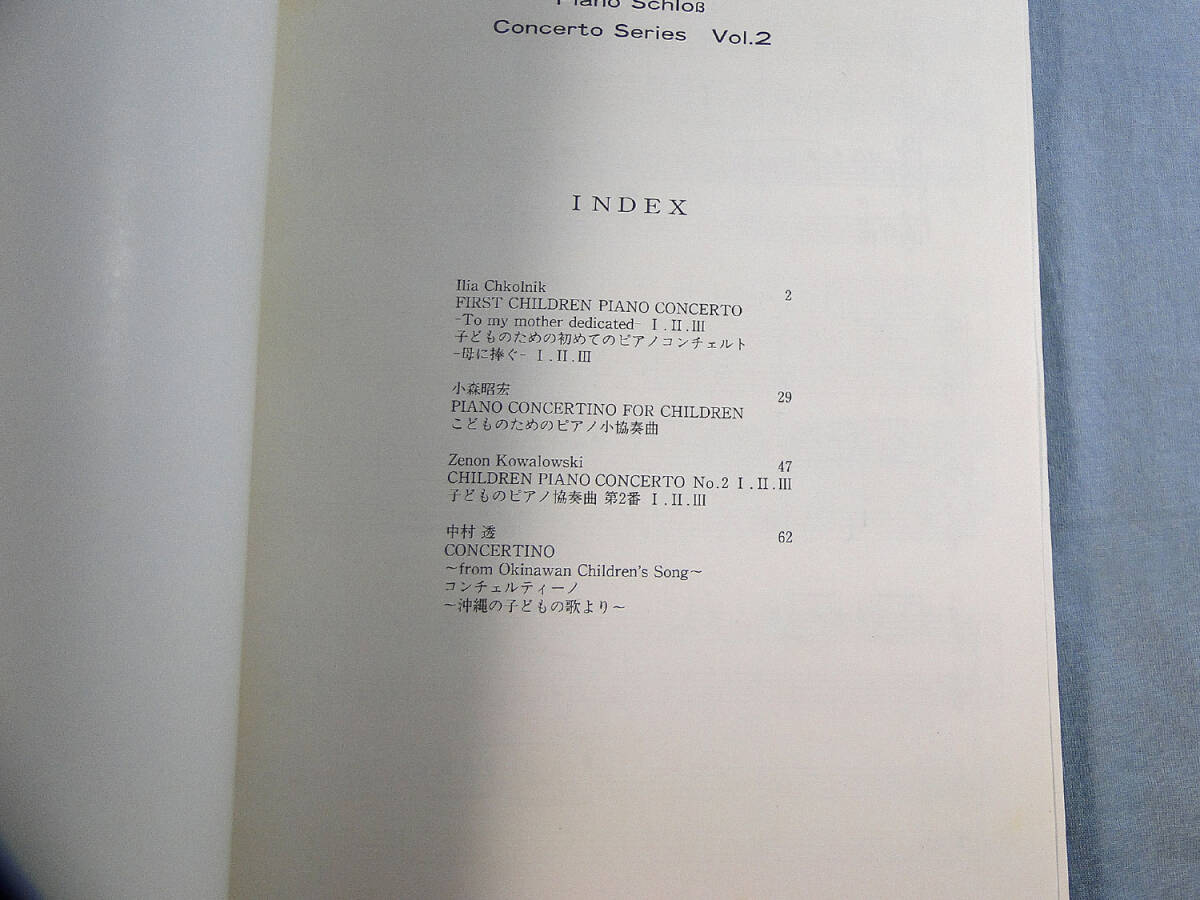 Piano Schloß
Concerto Series Vol.2
INDEX
Ilia Chkolnik 2
FIRST CHILDREN PIANO CONCERTO
-To my mother dedicated- I.II.III
子どものための初めてのピアノコンチェルト
-母に捧ぐ- I.II.III
小森昭宏 29
PIANO CONCERTINO FOR CHILDREN
こどものためのピアノ小協奏曲
Zenon Kowalowski 47
CHILDREN PIANO CONCERTO No.2 I.II.III
子どものピアノ協奏曲 第2番 I.II.III
中村 透 62
CONCERTINO
～from Okinawan Children's Song～
コンチェルティーノ
～沖縄の子どもの歌より～